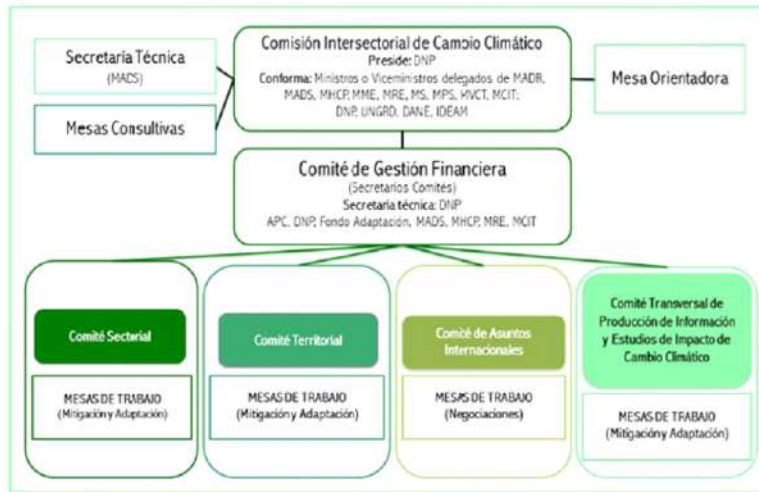 Secretaría Técnica
(MADS)
Mesas Consultivas
Comisión Intersectorial de Cambio Climático
Preside: DNP
Conforma: Ministros o Viceministros delegados de MADR,
MADS, MHCP, MME, MRE, MS, MPS, MVCT, MCIT;
DNP, UNGRD, DANE, IDEAM
Mesa Orientadora
Comité de Gestión Financiera
(Secretarios Comités)
Secretaría técnica: DNP
APC, DNP, Fondo Adaptación, MADS, MHCP, MRE, MCIT
Comité Sectorial
MESAS DE TRABAJO
(Mitigación y Adaptación)
Comité Territorial
MESAS DE TRABAJO
(Mitigación y Adaptación)
Comité de Asuntos
Internacionales
MESAS DE TRABAJO
(Negociaciones)
Comité Transversal de
Producción de Información
y Estudios de Impacto de
Cambio Climático
MESAS DE TRABAJO
(Mitigación y Adaptación)